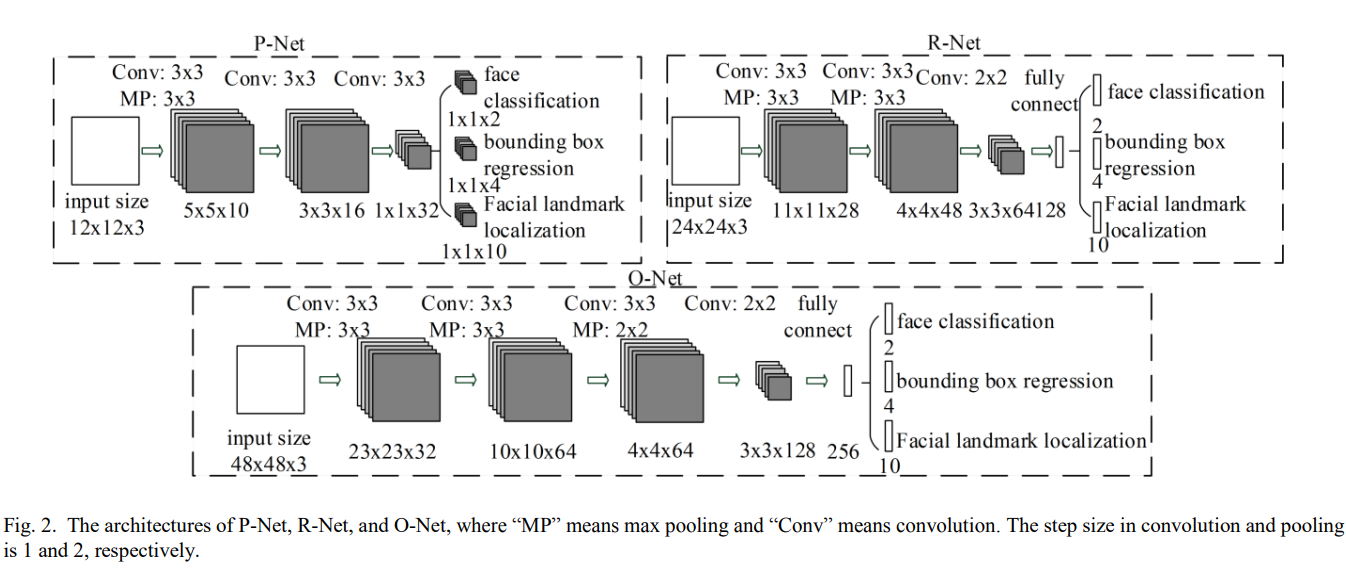 P-Net
Conv: 3x3 Conv: 3x3 Conv: 3x3
MP: 3x3
face
classification
1x1x2
bounding box
regression
1x1x4
Facial landmark
localization
1x1x10
input size
12x12x3
5x5x10 3x3x16 1x1x32
R-Net
Conv: 3x3 Conv: 3x3 Conv: 2x2 fully
MP: 3x3 MP: 3x3 connect
face classification
2
bounding box
regression
4
Facial landmark
localization
10
input size
24x24x3
11x11x28 4x4x48 3x3x64 128
O-Net
Conv: 3x3 Conv: 3x3 Conv: 3x3 Conv: 2x2 fully
MP: 3x3 MP: 3x3 MP: 2x2 connect
face classification
2
bounding box regression
4
Facial landmark localization
10
input size
48x48x3
23x23x32 10x10x64 4x4x64 3x3x128 256
Fig. 2. The architectures of P-Net, R-Net, and O-Net, where “MP” means max pooling and “Conv” means convolution. The step size in convolution and pooling
is 1 and 2, respectively.